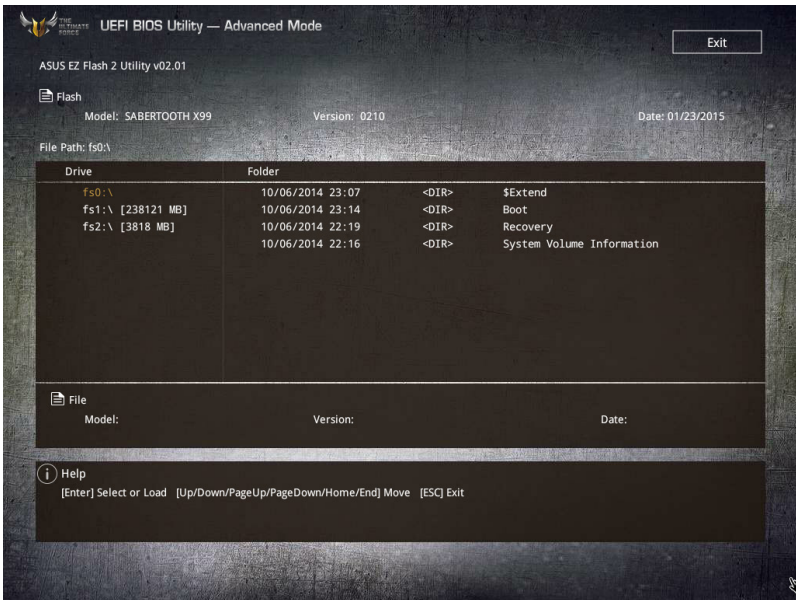 THE ULTIMATE FORCE
UEFI BIOS Utility — Advanced Mode
Exit
ASUS EZ Flash 2 Utility v02.01
Flash
Model: SABERTOOTH X99 Version: 0210 Date: 01/23/2015
File Path: fs0:\
Drive Folder
fs0:\ 10/06/2014 23:07 <DIR> $Extend
fs1:\ [238121 MB] 10/06/2014 23:14 <DIR> Boot
fs2:\ [3818 MB] 10/06/2014 22:19 <DIR> Recovery
10/06/2014 22:16 <DIR> System Volume Information
File
Model: Version: Date:
i Help
[Enter] Select or Load [Up/Down/PageUp/PageDown/Home/End] Move [ESC] Exit